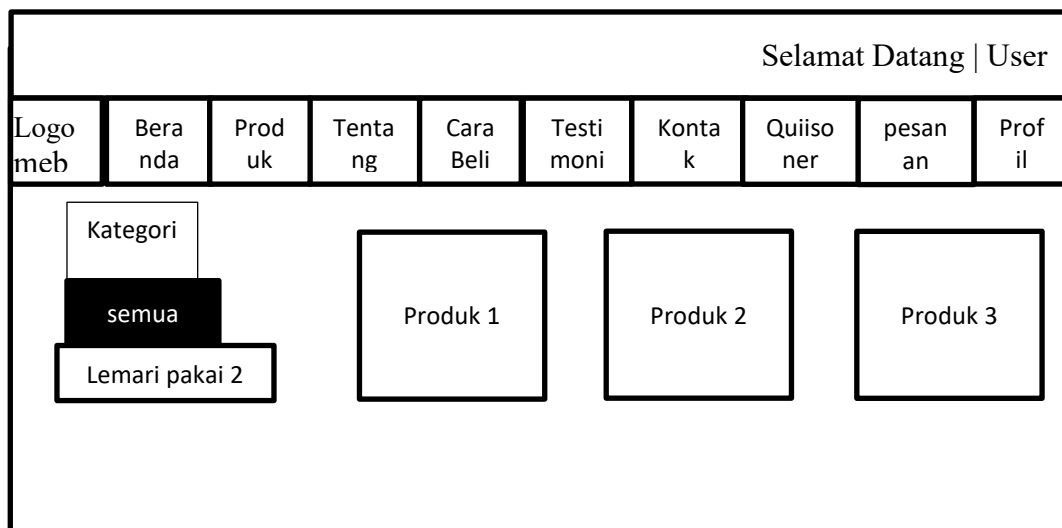 Selamat Datang | User
Logo
meb
Bera
nda
Prod
uk
Tenta
ng
Cara
Beli
Testi
moni
Konta
k
Quiiso
ner
pesan
an
Prof
il
Kategori
semua
Lemari pakai 2
Produk 1
Produk 2
Produk 3